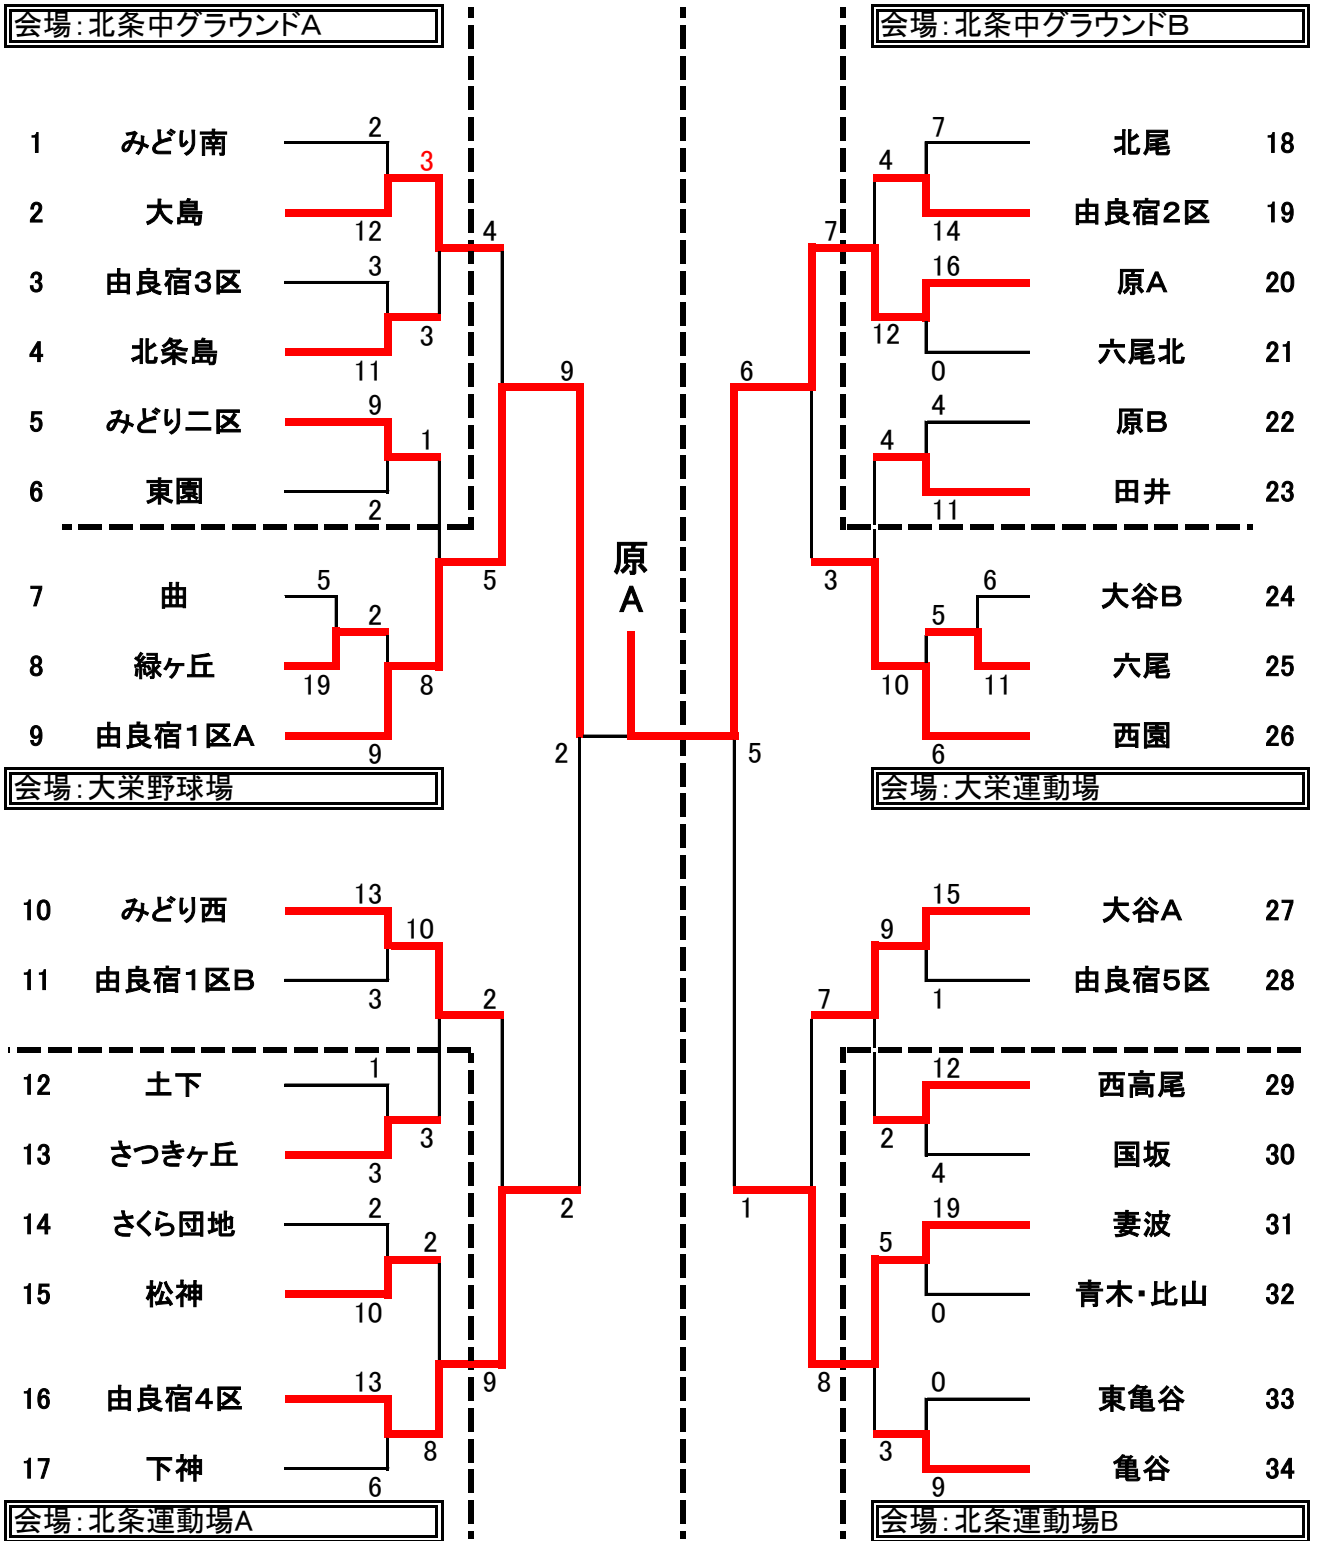 会場：北条中グラウンドA
会場：北条中グラウンドB
2
7
1 みどり南
北尾 18
3
4
2 大島
由良宿2区 19
12
4
7
14
3
16
3 由良宿3区
原A 20
3
12
4 北条島
六尾北 21
11
9
6
0
9
4
5 みどり二区
原B 22
1
4
6 東園
田井 23
2
11
原
A
5
5
3
6
7 曲
大谷B 24
2
5
8 緑ヶ丘
六尾 25
19
8
10
11
9 由良宿1区A
西園 26
9
2
5
6
会場：大栄野球場
会場：大栄運動場
13
15
10 みどり西
大谷A 27
10
9
11 由良宿1区B
由良宿5区 28
3
2
7
1
1
12
12 土下
西高尾 29
3
2
13 さつきヶ丘
国坂 30
3
4
2
2
1
19
14 さくら団地
妻波 31
2
5
15 松神
青木・比山 32
10
0
13
9
8
0
16 由良宿4区
東亀谷 33
8
3
17 下神
亀谷 34
6
9
会場：北条運動場A
会場：北条運動場B